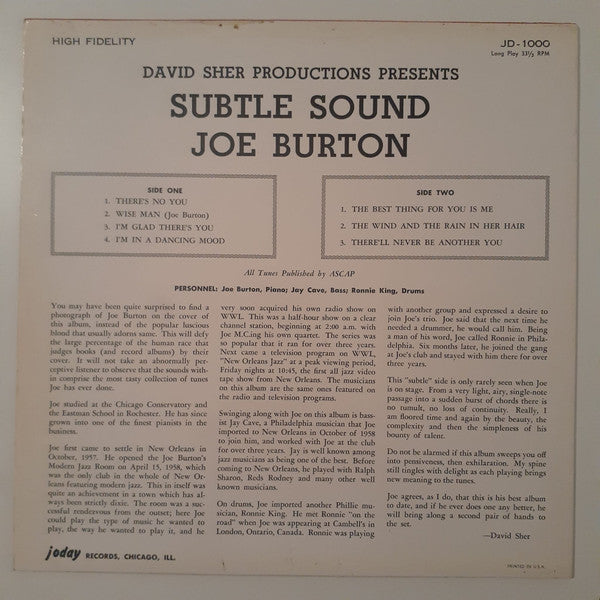 HIGH FIDELITY
JD-1000
Long Play 33⅓ RPM
DAVID SHER PRODUCTIONS PRESENTS
SUBTLE SOUND
JOE BURTON
SIDE ONE
1. THERE'S NO YOU
2. WISE MAN (Joe Burton)
3. I'M GLAD THERE'S YOU
4. I'M IN A DANCING MOOD
SIDE TWO
1. THE BEST THING FOR YOU IS ME
2. THE WIND AND THE RAIN IN HER HAIR
3. THERE'LL NEVER BE ANOTHER YOU
All Tunes Published by ASCAP
PERSONNEL: Joe Burton, Piano; Jay Cave, Bass; Ronnie King, Drums
You may have been quite surprised to find a
photograph of Joe Burton on the cover of
this album, instead of the popular luscious
blond that usually adorns same. This will defy
the large percentage of the human race that
judges books (and record albums) by their
cover. It will not take an abnormally per-
ceptive listener to observe that the sounds with-
in comprise the most tasty collection of tunes
Joe has ever done.
Joe studied at the Chicago Conservatory and
the Eastman School in Rochester. He has since
grown into one of the finest pianists in the
business.
Joe first came to settle in New Orleans in
October, 1957. He opened the Joe Burton's
Modern Jazz Room on April 15, 1958, which
was the only club in the whole of New Or-
leans featuring modern jazz. This in itself was
quite an achievement in a town which has al-
ways been strictly dixie. The room was a suc-
cessful rendezvous from the outset; here Joe
could play the type of music he wanted to
play, the way he wanted to play it, and he
very soon acquired his own radio show on
WWL. This was a half-hour show on a clear
channel station, beginning at 2:00 a.m. with
Joe M.C.ing his own quartet. The series was
so popular that it ran for over three years.
Next came a television program on WWL,
"New Orleans Jazz" at a peak viewing period,
Friday nights at 10:45, the first all jazz video
tape show from New Orleans. The musicians
on this album are the same ones featured on
the radio and television programs.
Swinging along with Joe on this album is bass-
ist Jay Cave, a Philadelphia musician that Joe
imported to New Orleans in October of 1958
to join him, and worked with Joe at the club
for over three years. Jay is well known among
jazz musicians as being one of the best. Before
coming to New Orleans, he played with Ralph
Sharon, Reds Rodney and many other well
known musicians.
On drums, Joe imported another Phillie mu-
sician, Ronnie King. He met Ronnie "on the
road" when Joe was appearing at Cambell's in
London, Ontario, Canada. Ronnie was playing
with another group and expressed a desire to
join Joe's trio. Joe said that the next time he
needed a drummer, he would call him. Being
a man of his word, Joe called Ronnie in Phila-
delphia. Six months later, he joined the gang
at Joe's club and stayed with him there for over
three years.
This "subtle" side is only rarely seen when Joe
is on stage. From a very light, airy, single-note
passage into a sudden burst of chords there is
no tumult, no loss of continuity. Really, I
am floored time and again by the beauty, the
complexity and then the simpleness of his
bounty of talent.
Do not be alarmed if this album sweeps you off
into pensiveness, then exhilaration. My spine
still tingles with delight as each playing brings
new meaning to the tunes.
Joe agrees, as I do, that this is his best album
to date, and if he ever does one any better, he
will bring along a second pair of hands to
the set.
—David Sher
joday RECORDS, CHICAGO, ILL.
PRINTED IN U.S.A.